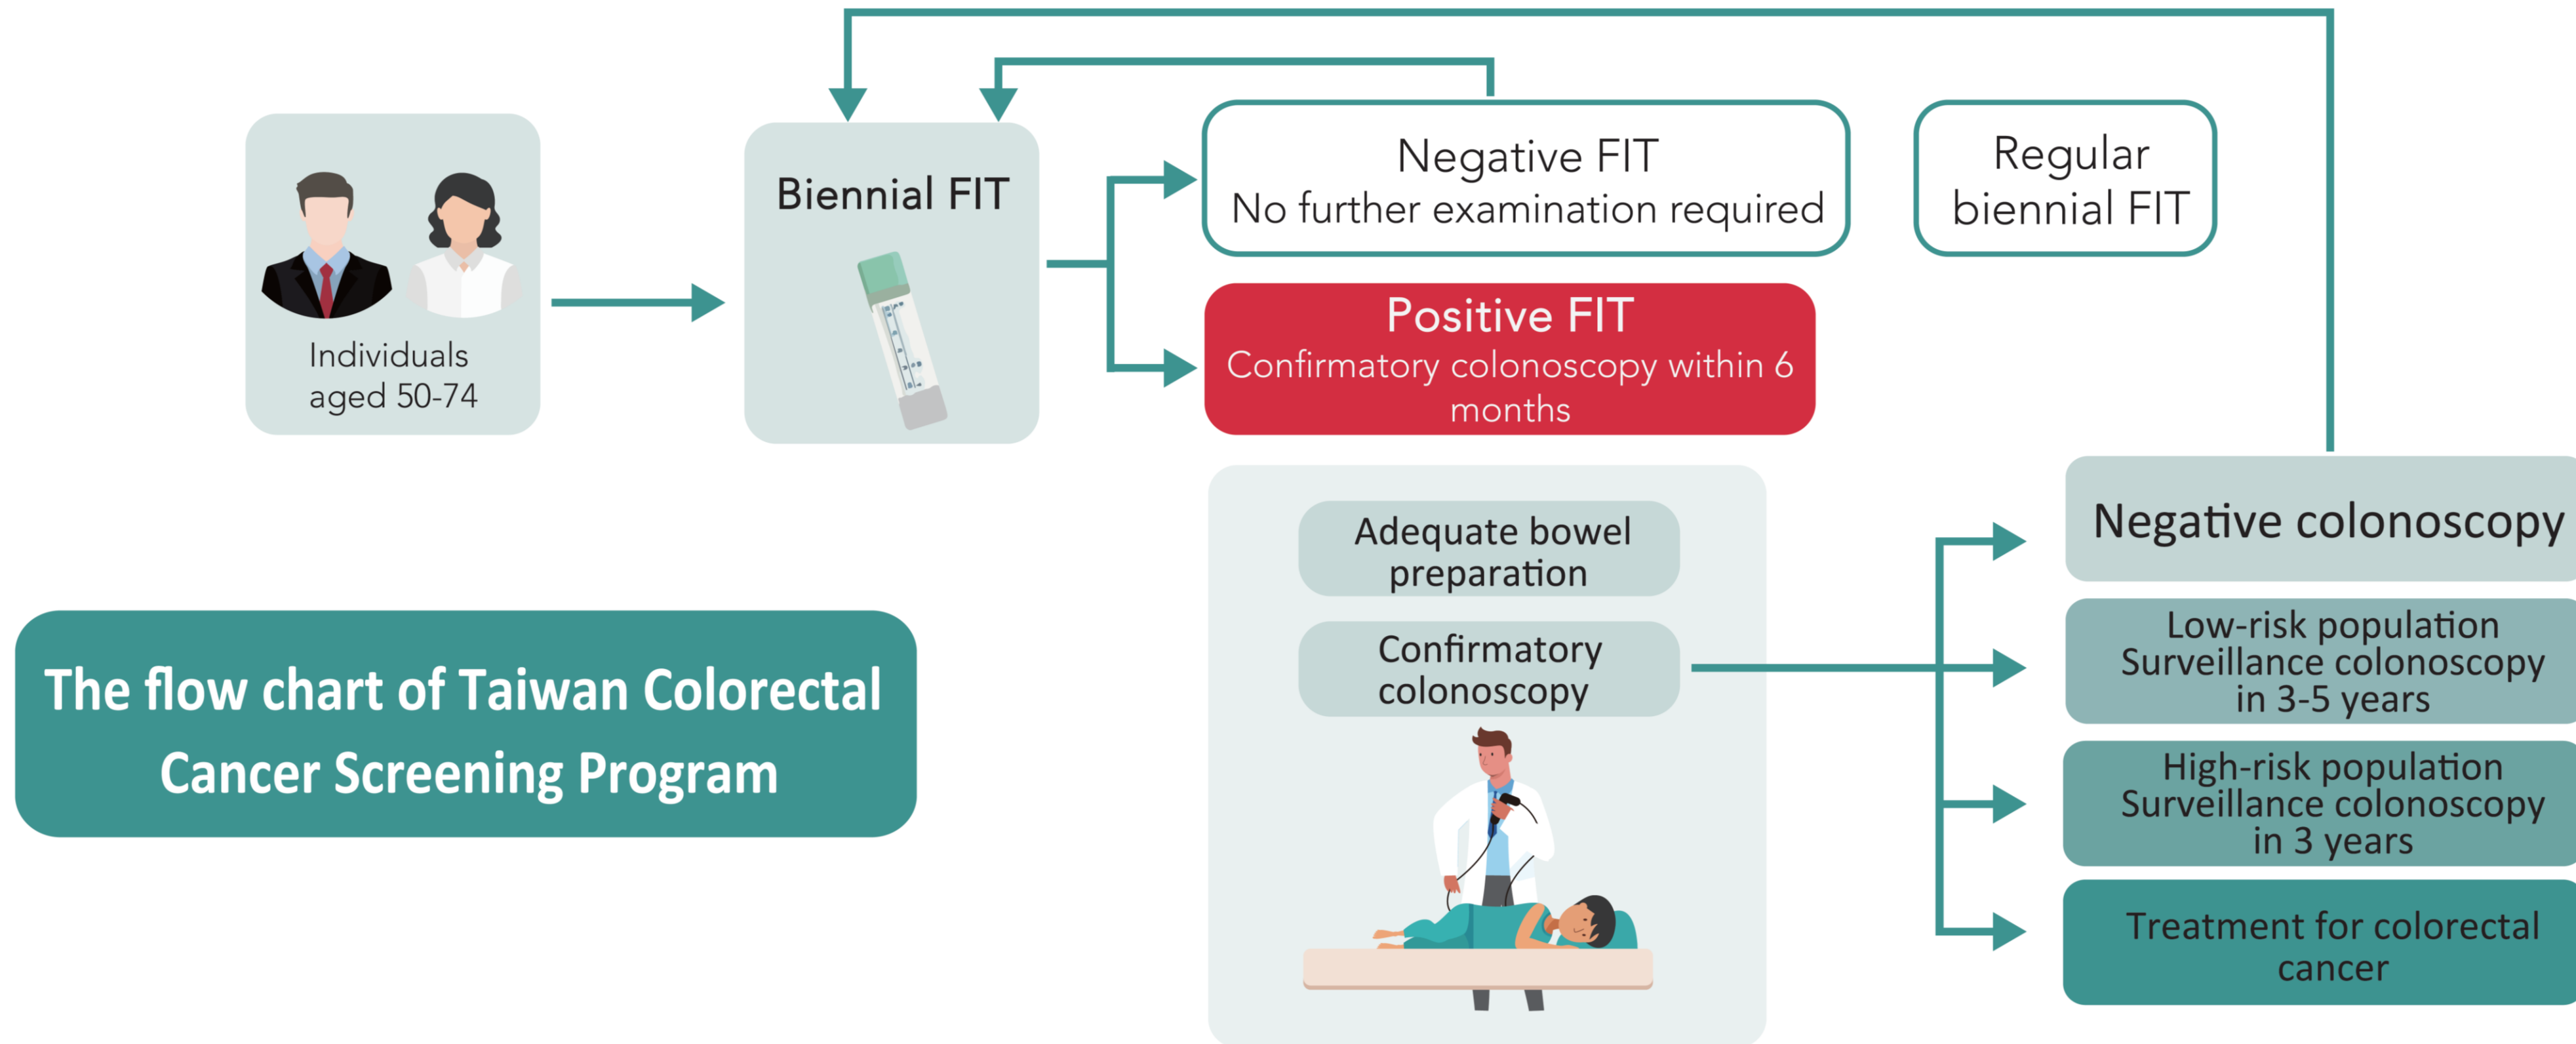 Individuals
aged 50-74
Biennial FIT
Negative FIT
No further examination required
Regular
biennial FIT
Positive FIT
Confirmatory colonoscopy within 6
months
Adequate bowel
preparation
Confirmatory
colonoscopy
Negative colonoscopy
Low-risk population
Surveillance colonoscopy
in 3-5 years
High-risk population
Surveillance colonoscopy
in 3 years
Treatment for colorectal
cancer
The flow chart of Taiwan Colorectal
Cancer Screening Program